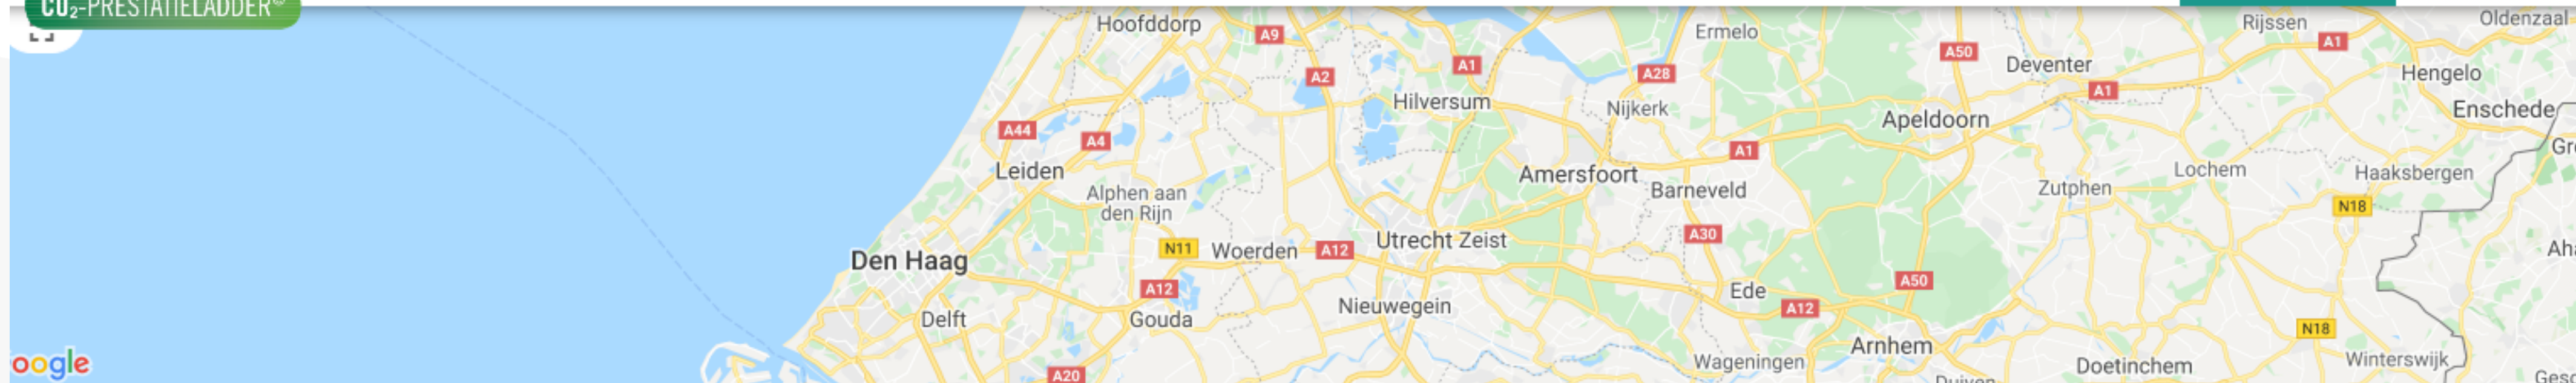 CO₂-PRESTATIELADDER®
Hoofddorp
A9
A2
A1
Ermelo
A28
A50
Rijssen
A1
Oldenzaal
Deventer
A1
Hengelo
Hilversum
Nijkerk
Enschede
Apeldoorn
A44
A4
A1
Leiden
Amersfoort
Barneveld
Lochem
Haaksbergen
Zutphen
Alphen aan
den Rijn
N18
N11
Woerden
A12
Utrecht
Zeist
A30
Den Haag
A12
A50
Ede
A12
Nieuwegein
Delft
Gouda
N18
Arnhem
oogle
Wageningen
Doetinchem
Winterswijk
A20